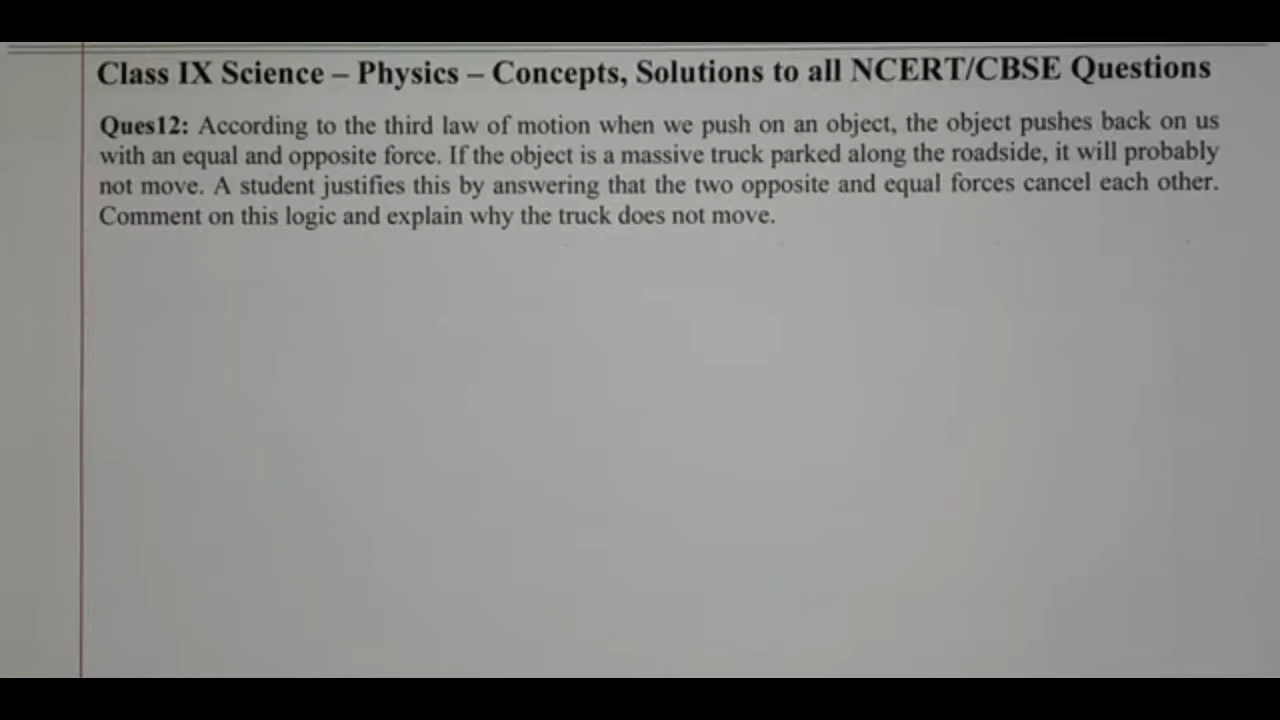 Class IX Science – Physics – Concepts, Solutions to all NCERT/CBSE Questions
Ques12: According to the third law of motion when we push on an object, the object pushes back on us
with an equal and opposite force. If the object is a massive truck parked along the roadside, it will probably
not move. A student justifies this by answering that the two opposite and equal forces cancel each other.
Comment on this logic and explain why the truck does not move.